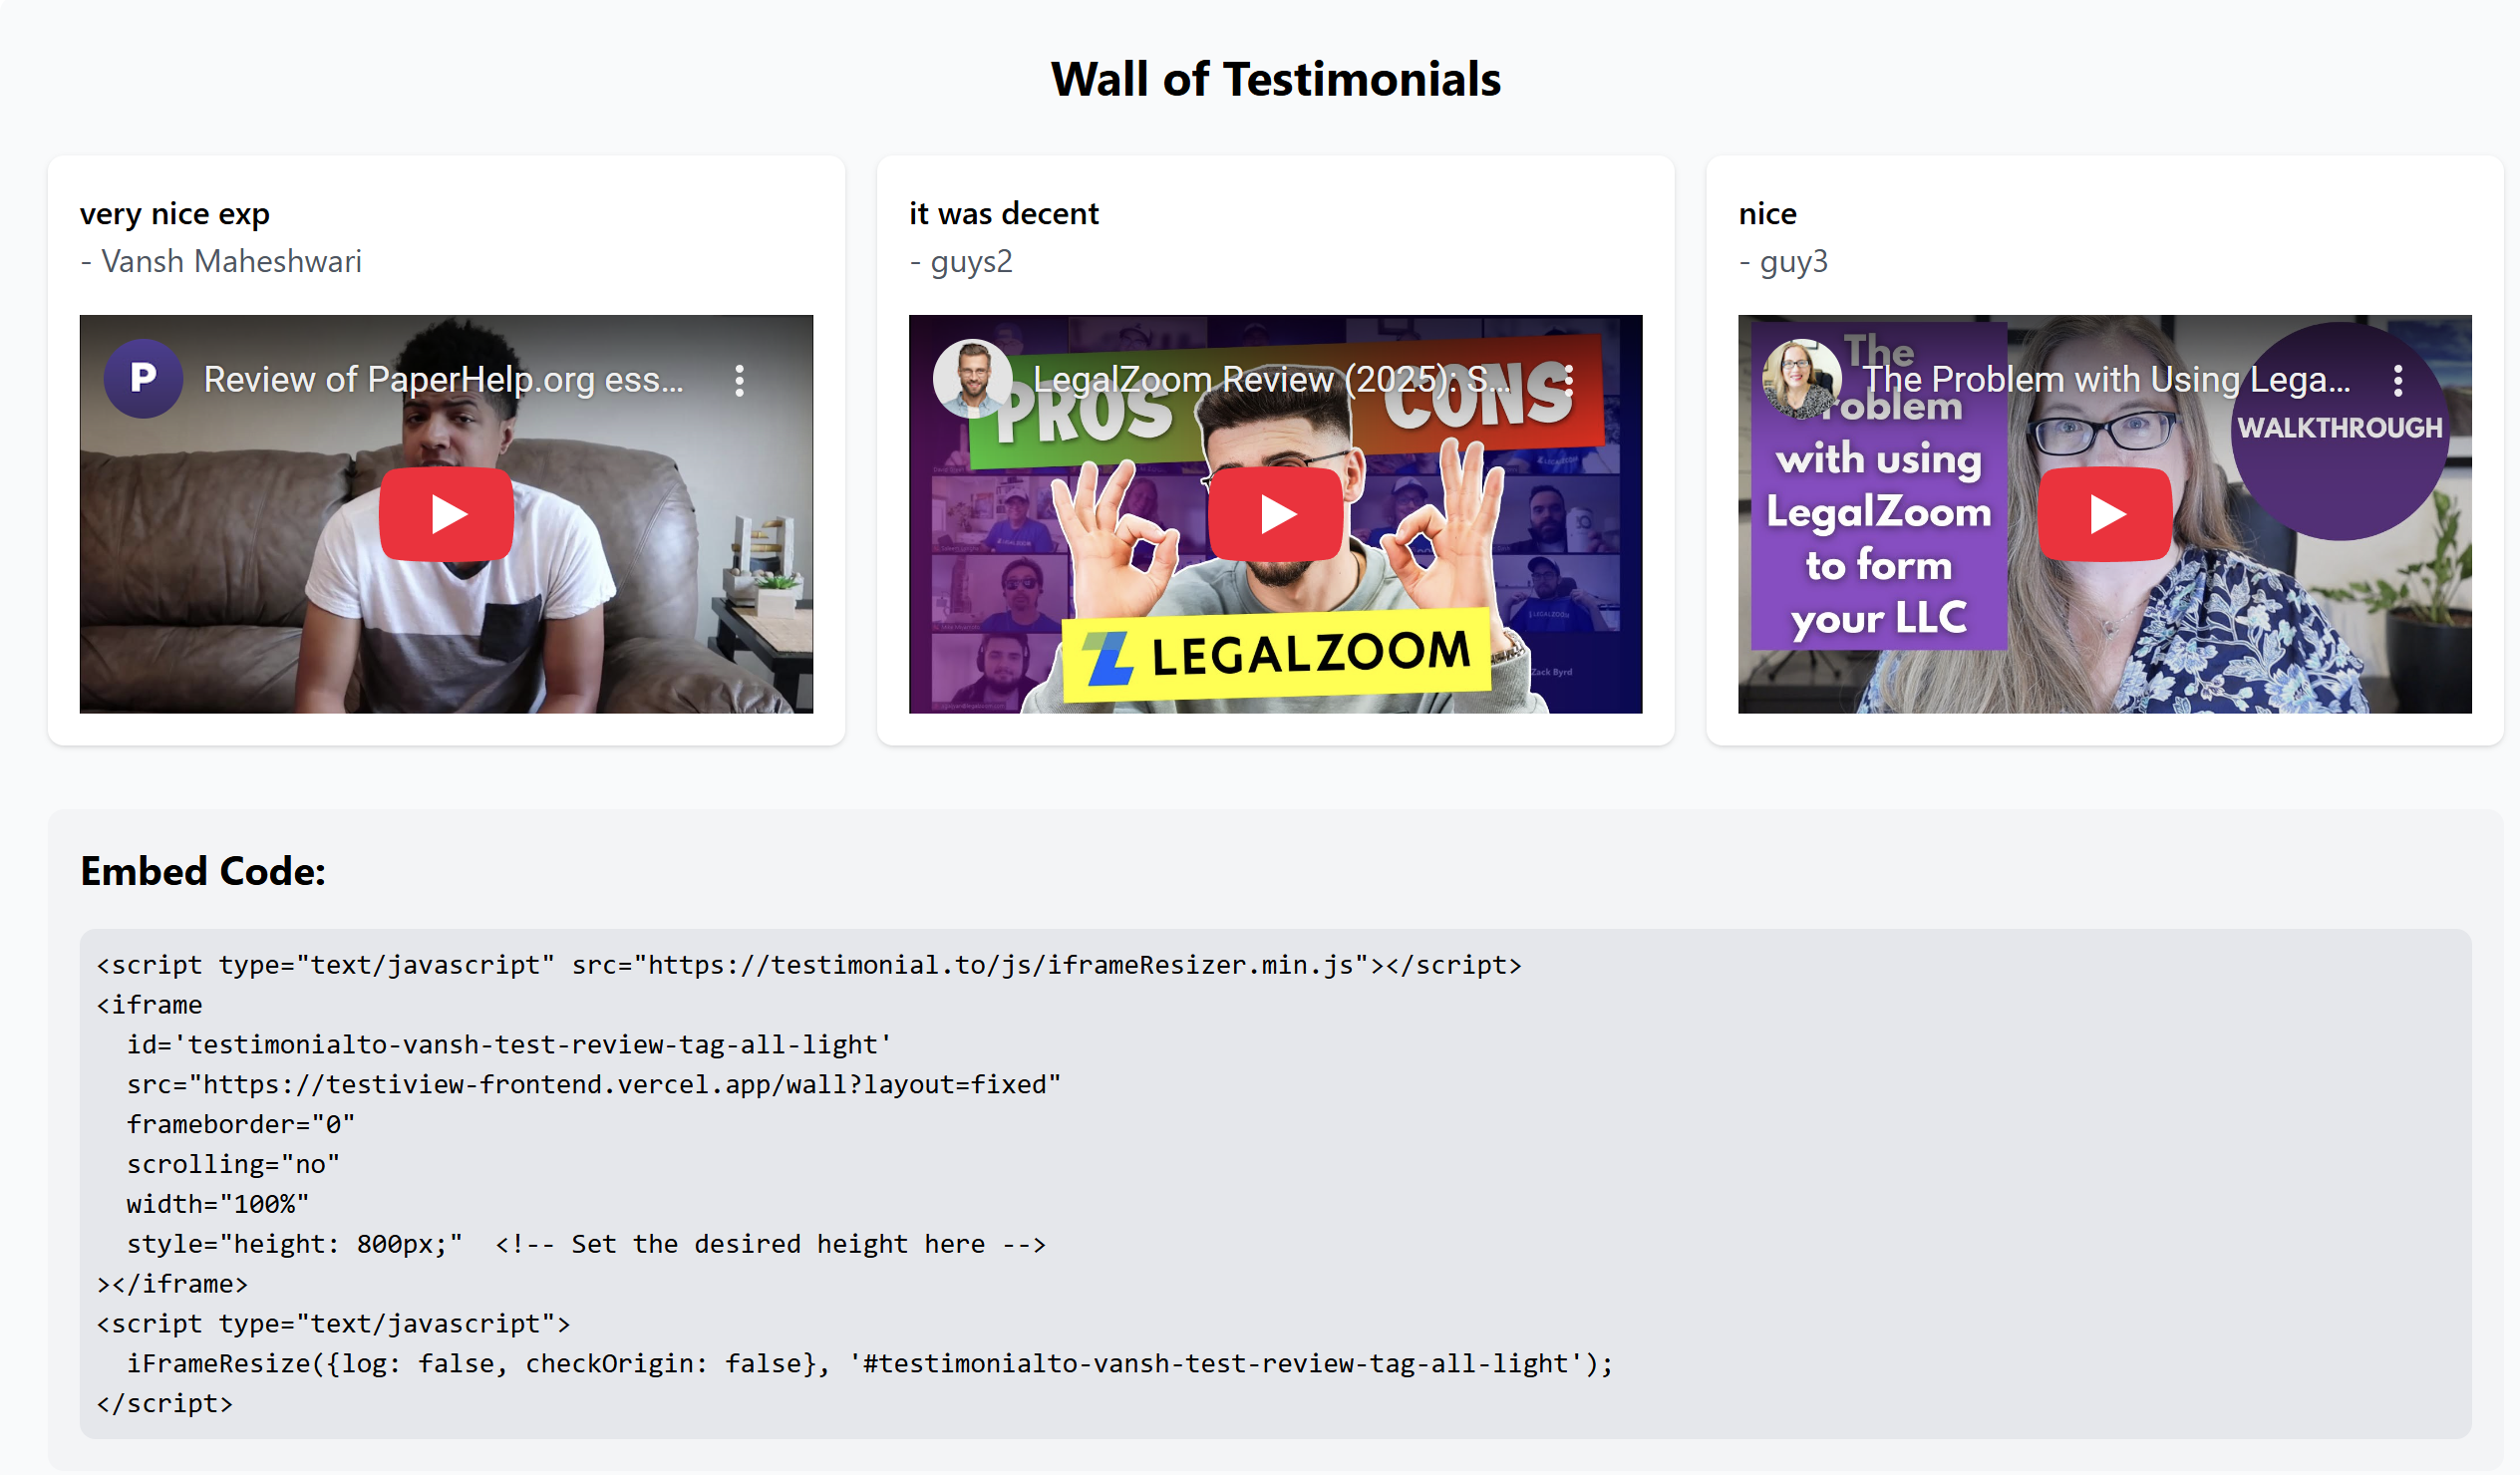 Wall of Testimonials
very nice exp
- Vansh Maheshwari
P
Review of PaperHelp.org ess...
it was decent
- guys2
LegalZoom Review (2025): S...
PROS
CONS
LEGALZOOM
Zack Byrd
nice
- guy3
The Problem with Using Lega...
The
roblem
with using
LegalZoom
to form
your LLC
WALKTHROUGH
Embed Code:
<script type="text/javascript" src="https://testimonial.to/js/iframeResizer.min.js"></script>
<iframe
  id='testimonialto-vansh-test-review-tag-all-light'
  src="https://testiview-frontend.vercel.app/wall?layout=fixed"
  frameborder="0"
  scrolling="no"
  width="100%"
  style="height: 800px;"  <!-- Set the desired height here -->
></iframe>
<script type="text/javascript">
  iFrameResize({log: false, checkOrigin: false}, '#testimonialto-vansh-test-review-tag-all-light');
</script>